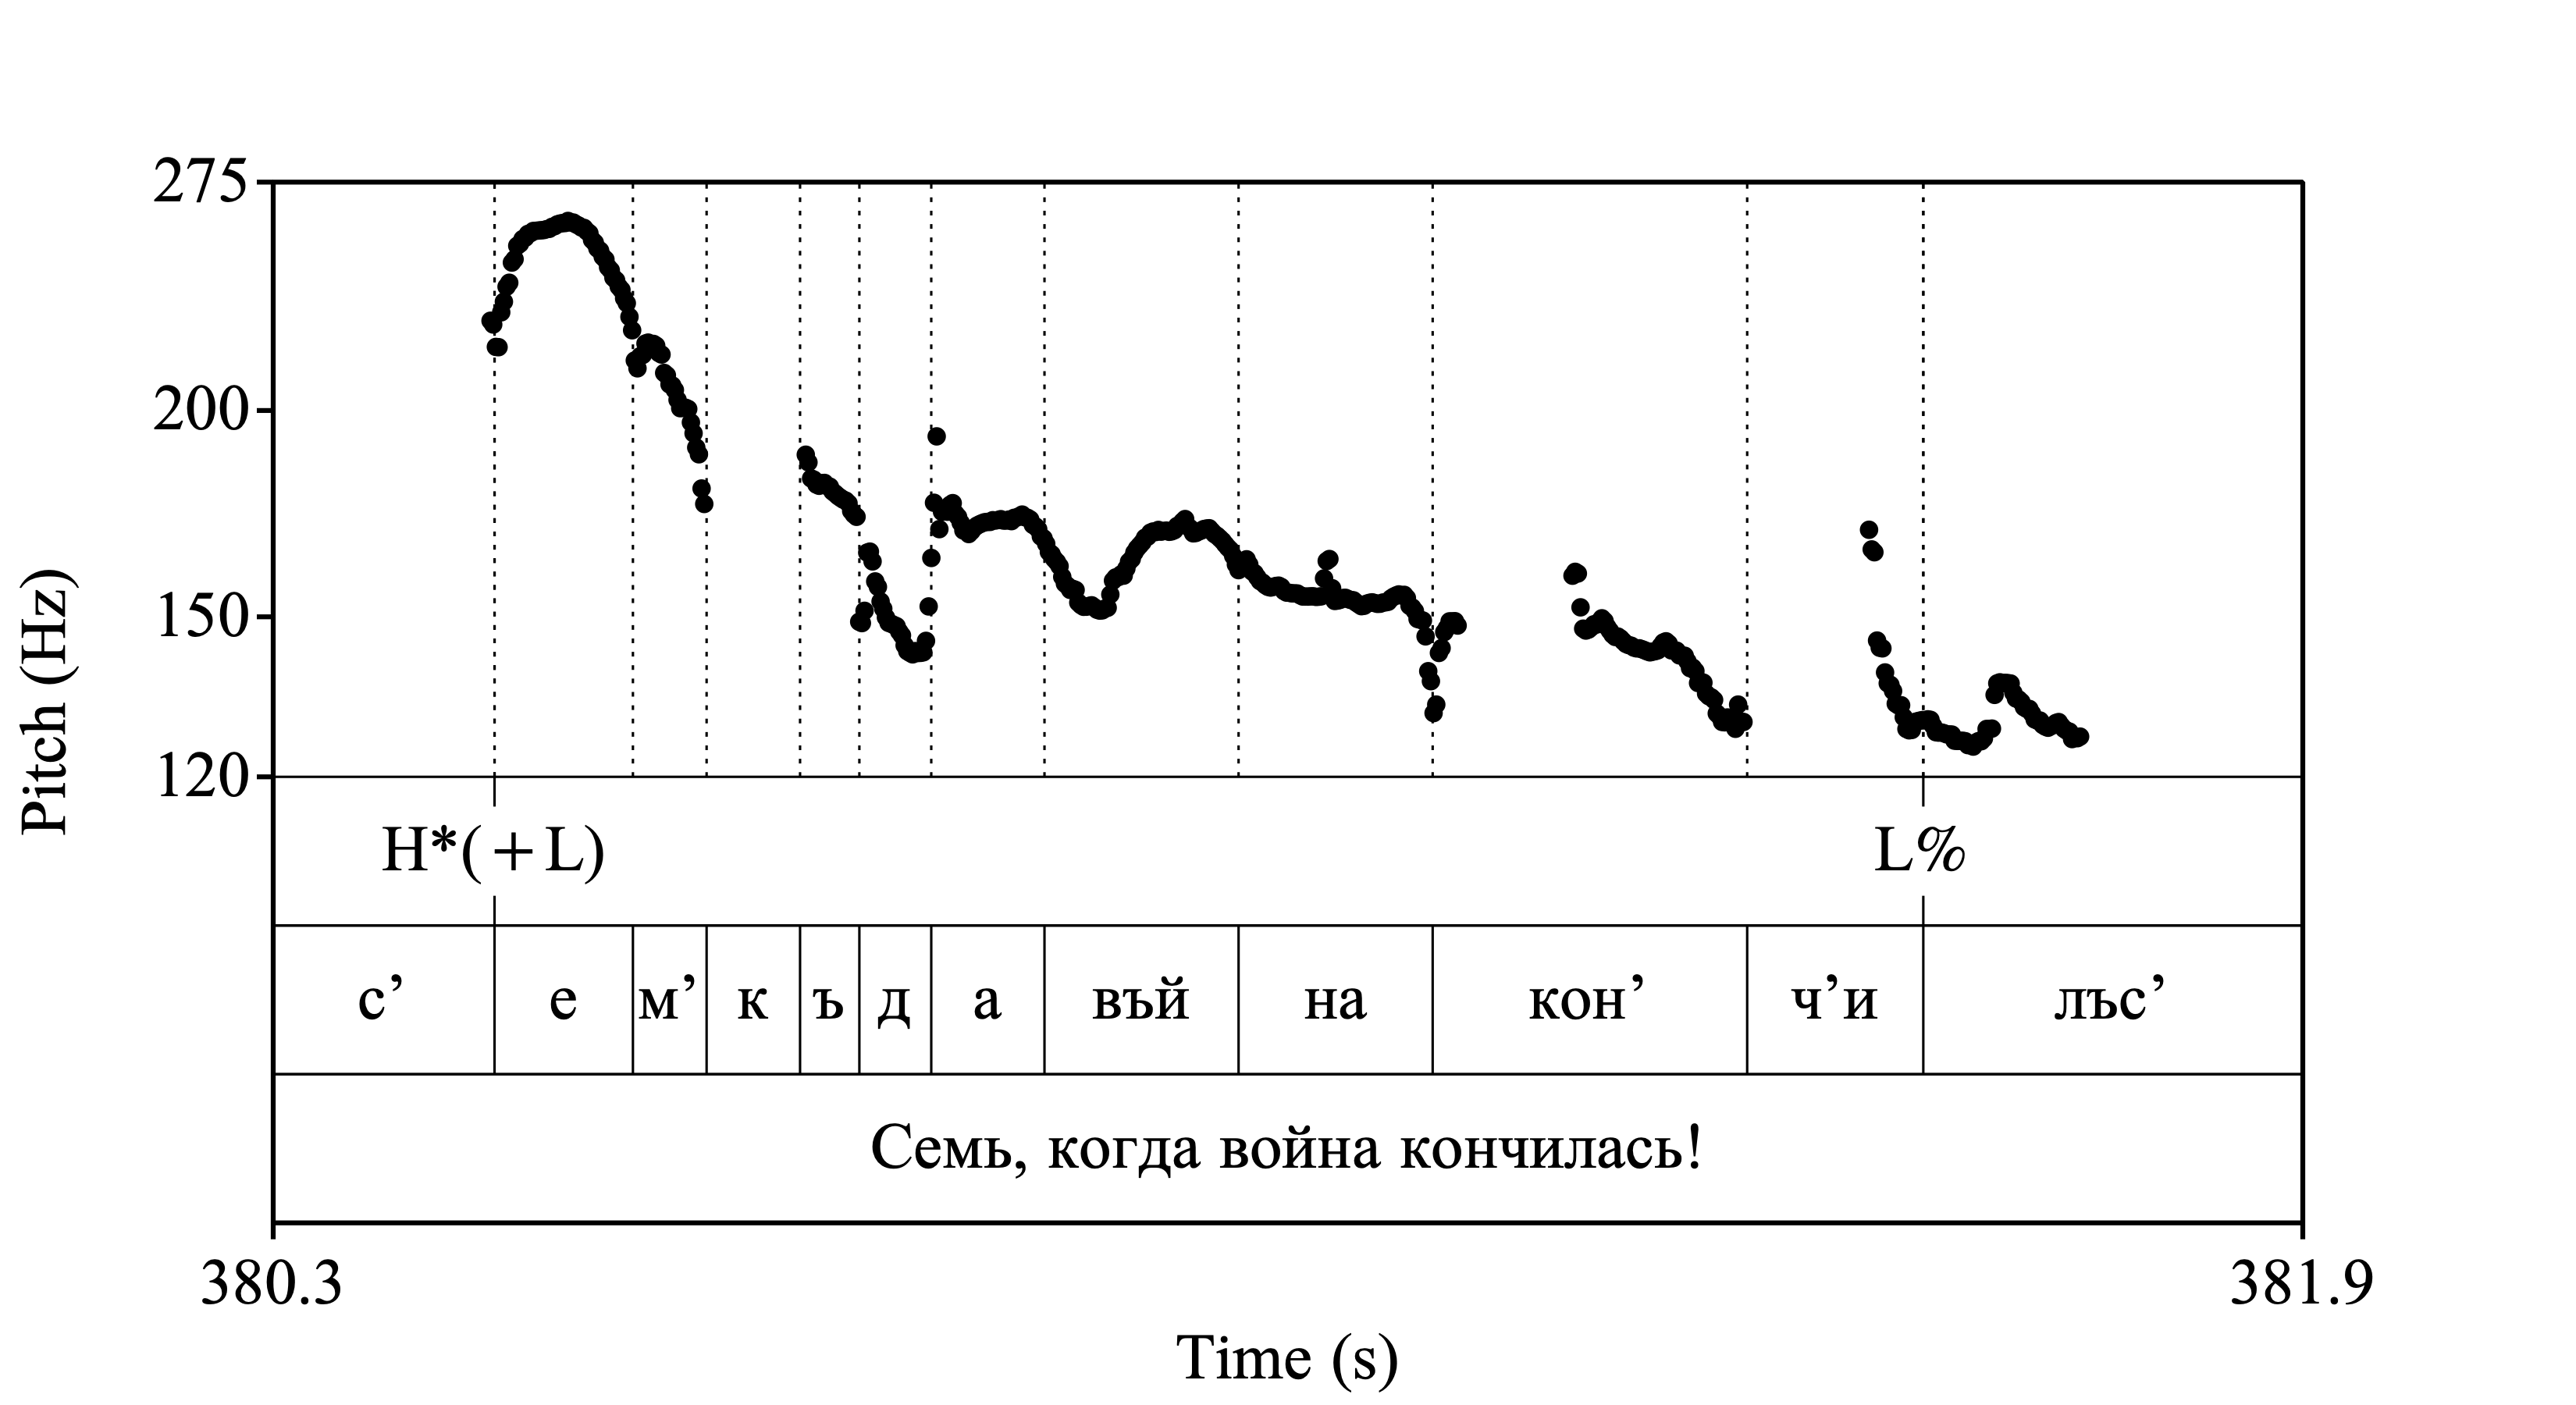 275
200
150
120
Pitch (Hz)
H*(+L) L%
с’ е м’ к ъ д а въй на кон’ ч’и лъс’
Семь, когда война кончилась!
380.3 381.9
Time (s)